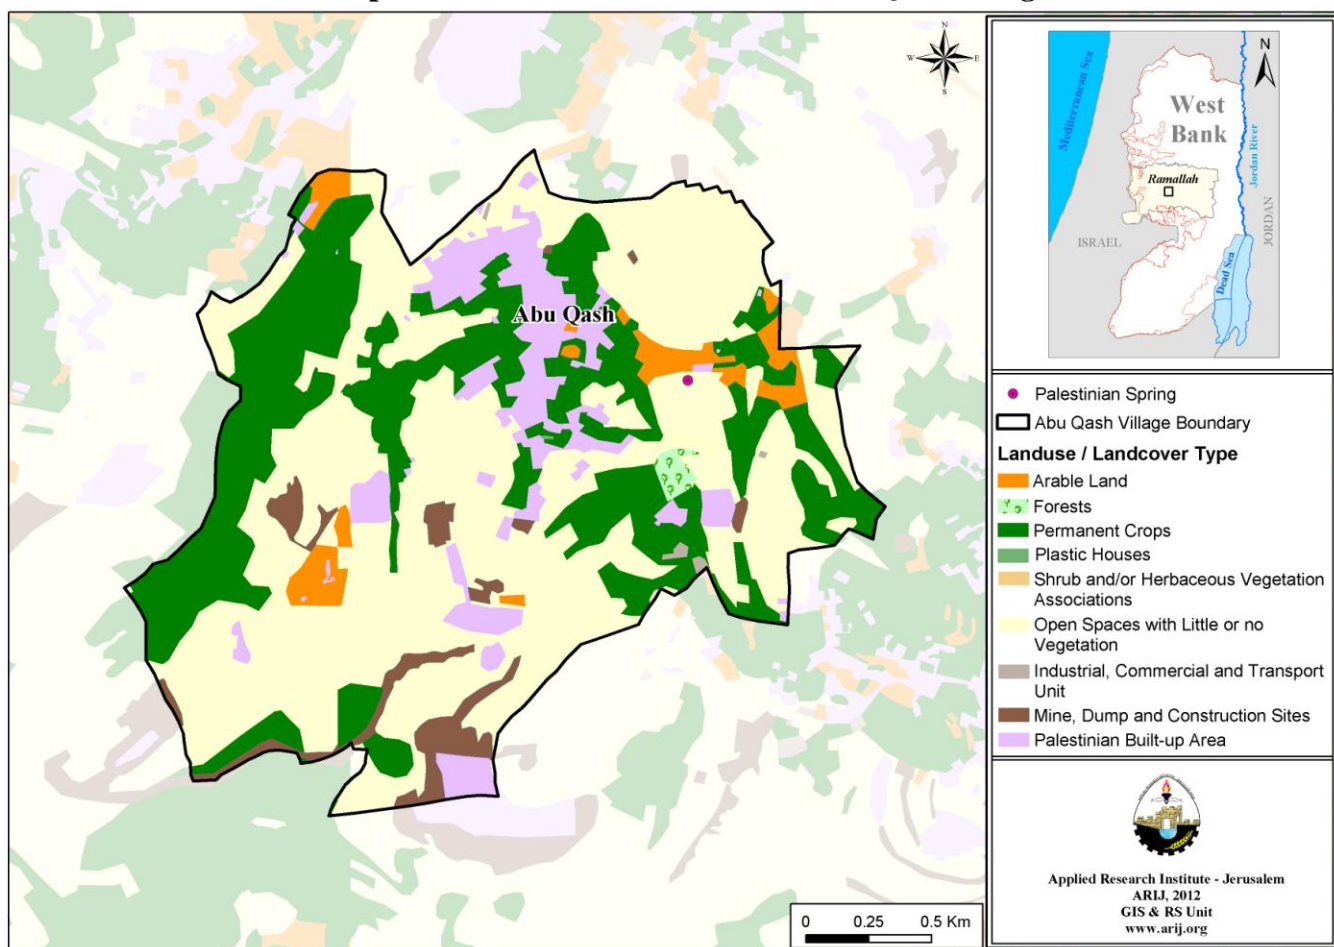 N
W
E
S
Abu Qash
0 0.25 0.5 Km
N
Mediterranean Sea
West
Bank
Jordan River
Ramallah
ISRAEL
JORDAN
Dead Sea
Palestinian Spring
Abu Qash Village Boundary
Landuse / Landcover Type
Arable Land
Forests
Permanent Crops
Plastic Houses
Shrub and/or Herbaceous Vegetation
Associations
Open Spaces with Little or no
Vegetation
Industrial, Commercial and Transport
Unit
Mine, Dump and Construction Sites
Palestinian Built-up Area
Applied Research Institute - Jerusalem
ARIJ, 2012
GIS & RS Unit
www.arij.org